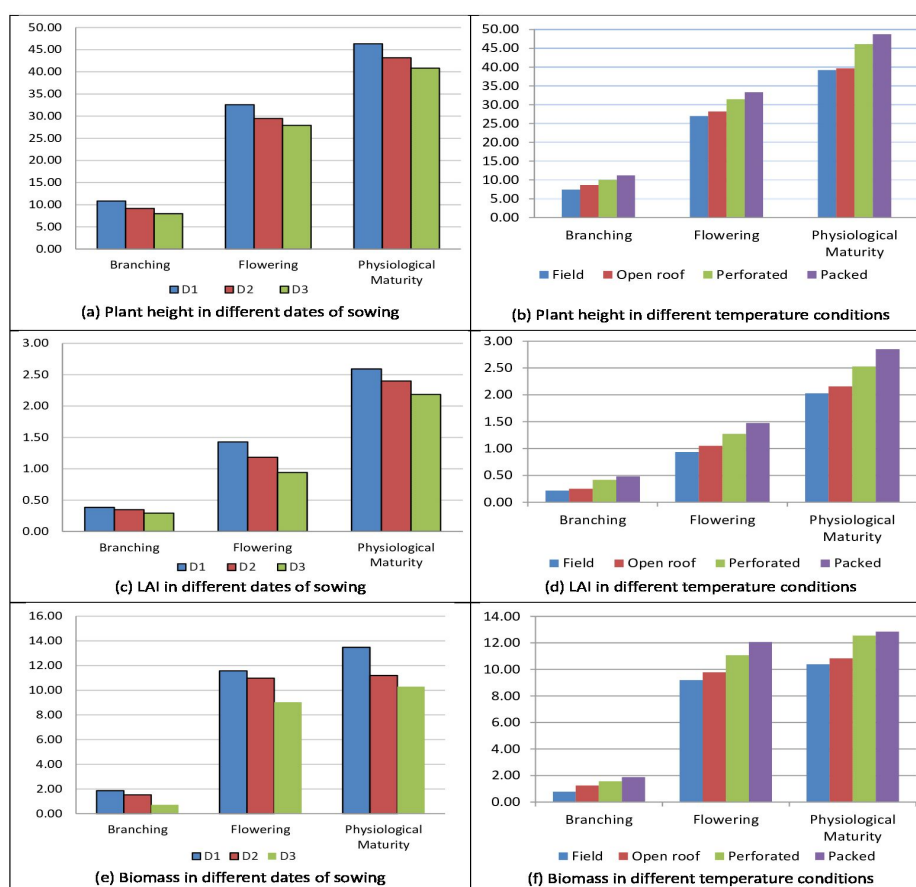 50.00
45.00
40.00
35.00
30.00
25.00
20.00
15.00
10.00
5.00
0.00
Branching Flowering Physiological
Maturity
D1 D2 D3
(a) Plant height in different dates of sowing
50.00
45.00
40.00
35.00
30.00
25.00
20.00
15.00
10.00
5.00
0.00
Branching Flowering Physiological
Maturity
Field Open roof Perforated Packed
(b) Plant height in different temperature conditions
3.00
2.50
2.00
1.50
1.00
0.50
0.00
Branching Flowering Physiological
Maturity
D1 D2 D3
(c) LAI in different dates of sowing
3.00
2.50
2.00
1.50
1.00
0.50
0.00
Branching Flowering Physiological
Maturity
Field Open roof Perforated Packed
(d) LAI in different temperature conditions
16.00
14.00
12.00
10.00
8.00
6.00
4.00
2.00
0.00
Branching Flowering Physiological
Maturity
D1 D2 D3
(e) Biomass in different dates of sowing
14.00
12.00
10.00
8.00
6.00
4.00
2.00
0.00
Branching Flowering Physiological
Maturity
Field Open roof Perforated Packed
(f) Biomass in different temperature conditions